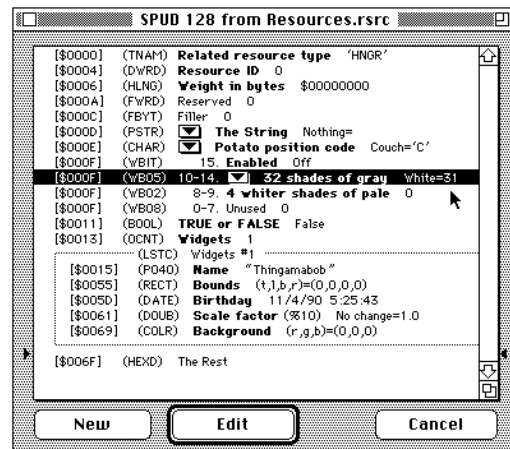 SPUD 128 from Resources.rsrc
[$0000] (TNAM) Related resource type 'HNGR'
[$0004] (DWRD) Resource ID 0
[$0006] (HLNG) Weight in bytes $00000000
[$000A] (FWRD) Reserved 0
[$000C] (FBYT) Filler 0
[$000D] (PSTR) The String Nothing=
[$000E] (CHAR) Potato position code Couch='C'
[$000F] (WBIT) 15. Enabled Off
[$000F] (WB05) 10-14. 32 shades of gray White=31
[$000F] (WB02) 8-9. 4 whiter shades of pale 0
[$000F] (WB08) 0-7. Unused 0
[$0011] (BOOL) TRUE or FALSE False
[$0013] (OCNT) Widgets 1
(LSTC) Widgets #1
[$0015] (P040) Name "Thingamabob"
[$0055] (RECT) Bounds (t,l,b,r)=(0,0,0,0)
[$005D] (DATE) Birthday 11/4/90 5:25:43
[$0061] (DOUB) Scale factor (%10) No change=1.0
[$0069] (COLR) Background (r,g,b)=(0,0,0)
[$006F] (HEXD) The Rest
New Edit Cancel